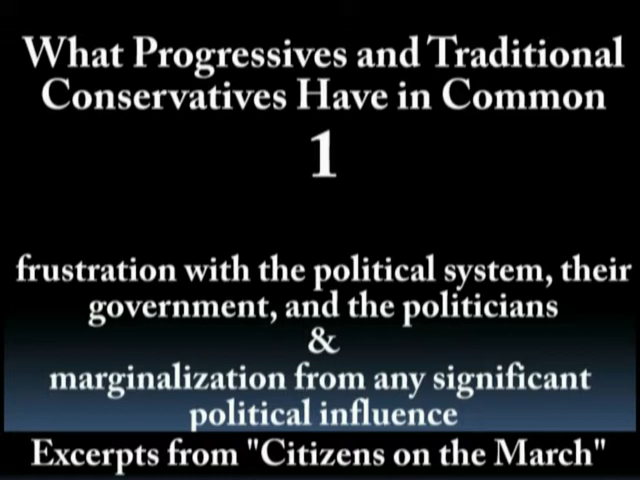 What Progressives and Traditional
Conservatives Have in Common
1
frustration with the political system, their
government, and the politicians
&
marginalization from any significant
political influence
Excerpts from "Citizens on the March"